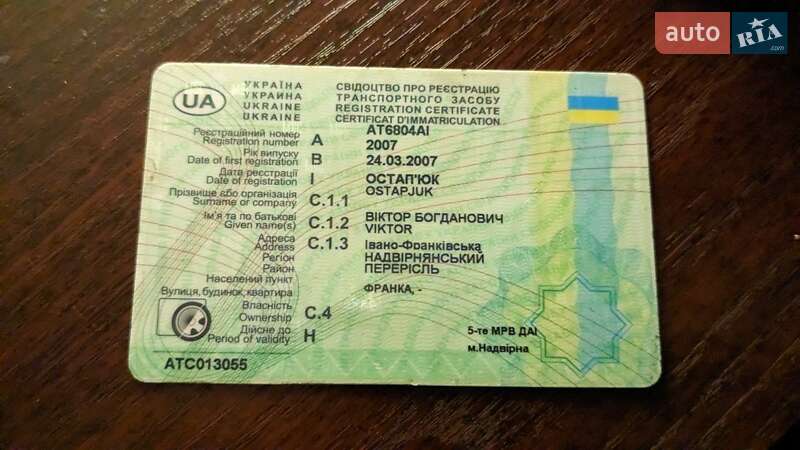 auto RIA.com
UA
УКРАЇНА
УКРАИНА
UKRAINE
UKRAINE
СВІДОЦТВО ПРО РЕЄСТРАЦІЮ
ТРАНСПОРТНОГО ЗАСОБУ
REGISTRATION CERTIFICATE
CERTIFICAT D'IMMATRICULATION
Реєстраційний номер
Registration number A AT6804AI
Рік випуску 2007
Date of first registration B 24.03.2007
Дата реєстрації
Date of registration I
Прізвище або організація ОСТАП'ЮК
Surname or company C.1.1 OSTAPJUK
Ім'я та по батькові ВІКТОР БОГДАНОВИЧ
Given name(s) C.1.2 VIKTOR
Адреса
Address C.1.3
Регіон Івано-Франківська
Район НАДВІРНЯНСЬКИЙ
Населений пункт ПЕРЕРІСЛЬ
Вулиця, будинок, квартира ФРАНКА, -
Власність
Ownership C.4
Дійсне до
Period of validity H
5-те МРВ ДАІ
м.Надвірна
АТС013055